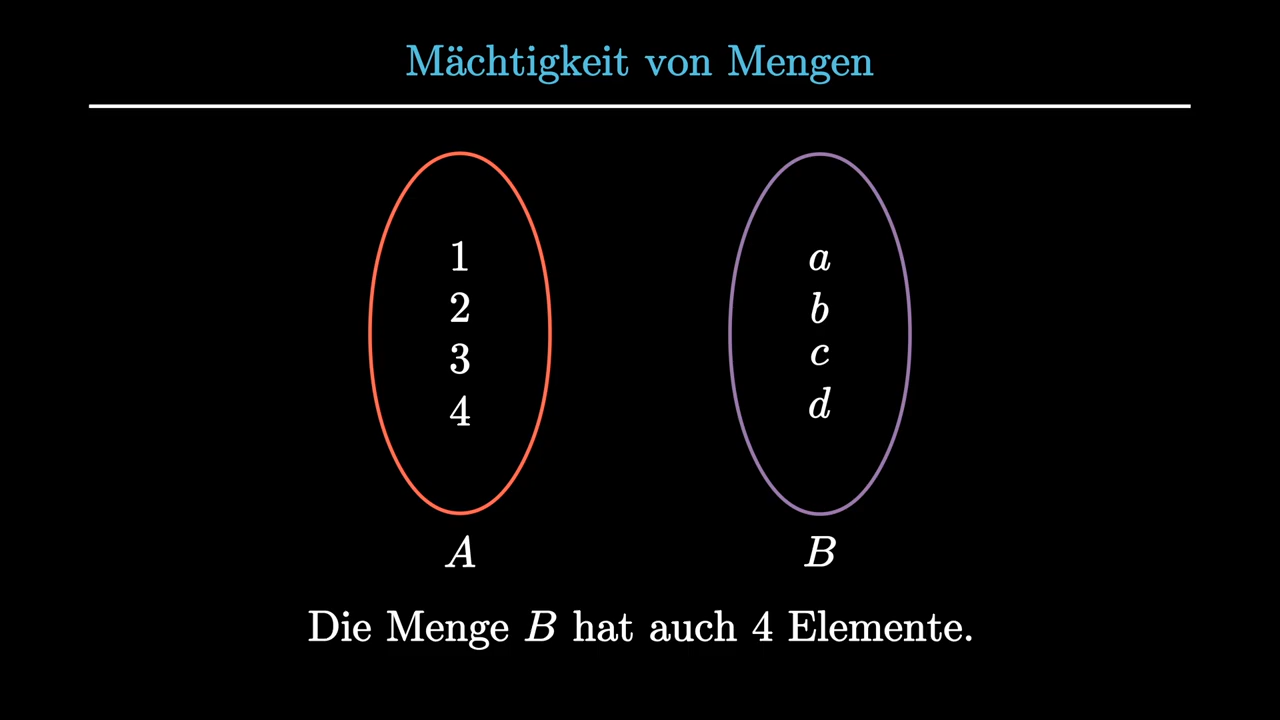 Mächtigkeit von Mengen
1
2
3
4
a
b
c
d
A
B
Die Menge B hat auch 4 Elemente.